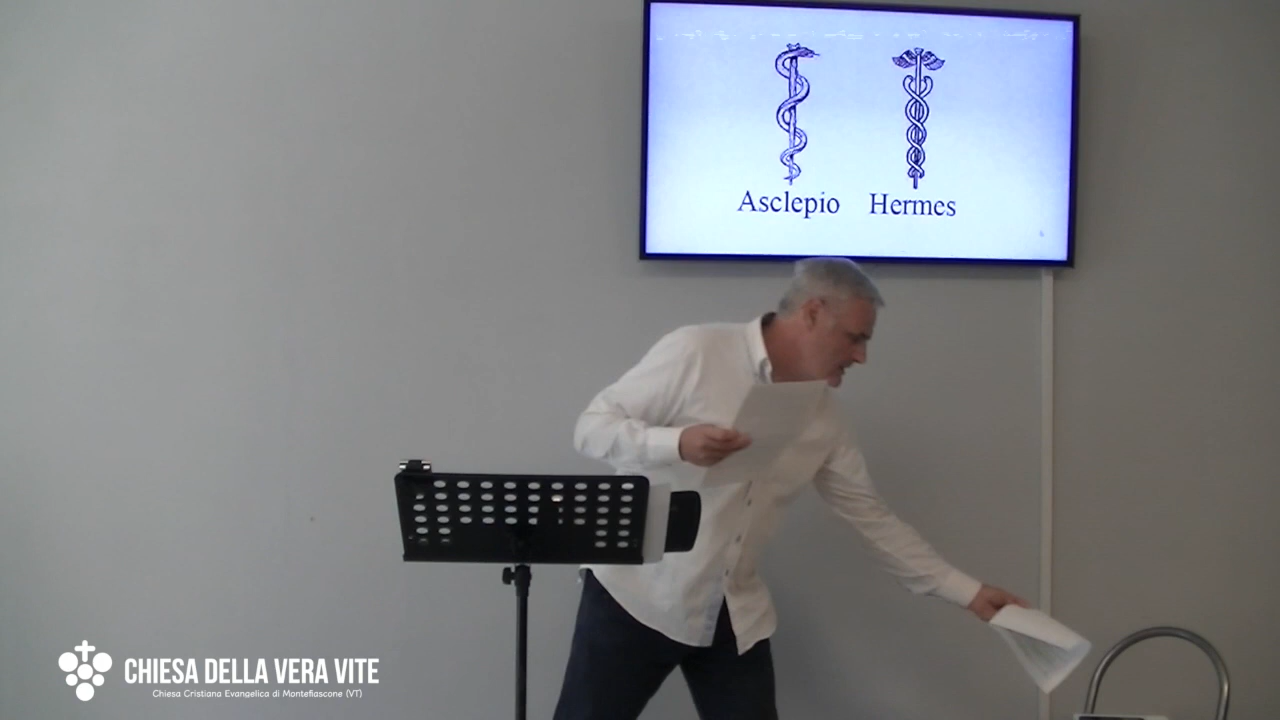 Asclepio Hermes
CHIESA DELLA VERA VITE
Chiesa Cristiana Evangelica di Montefiascone (VT)